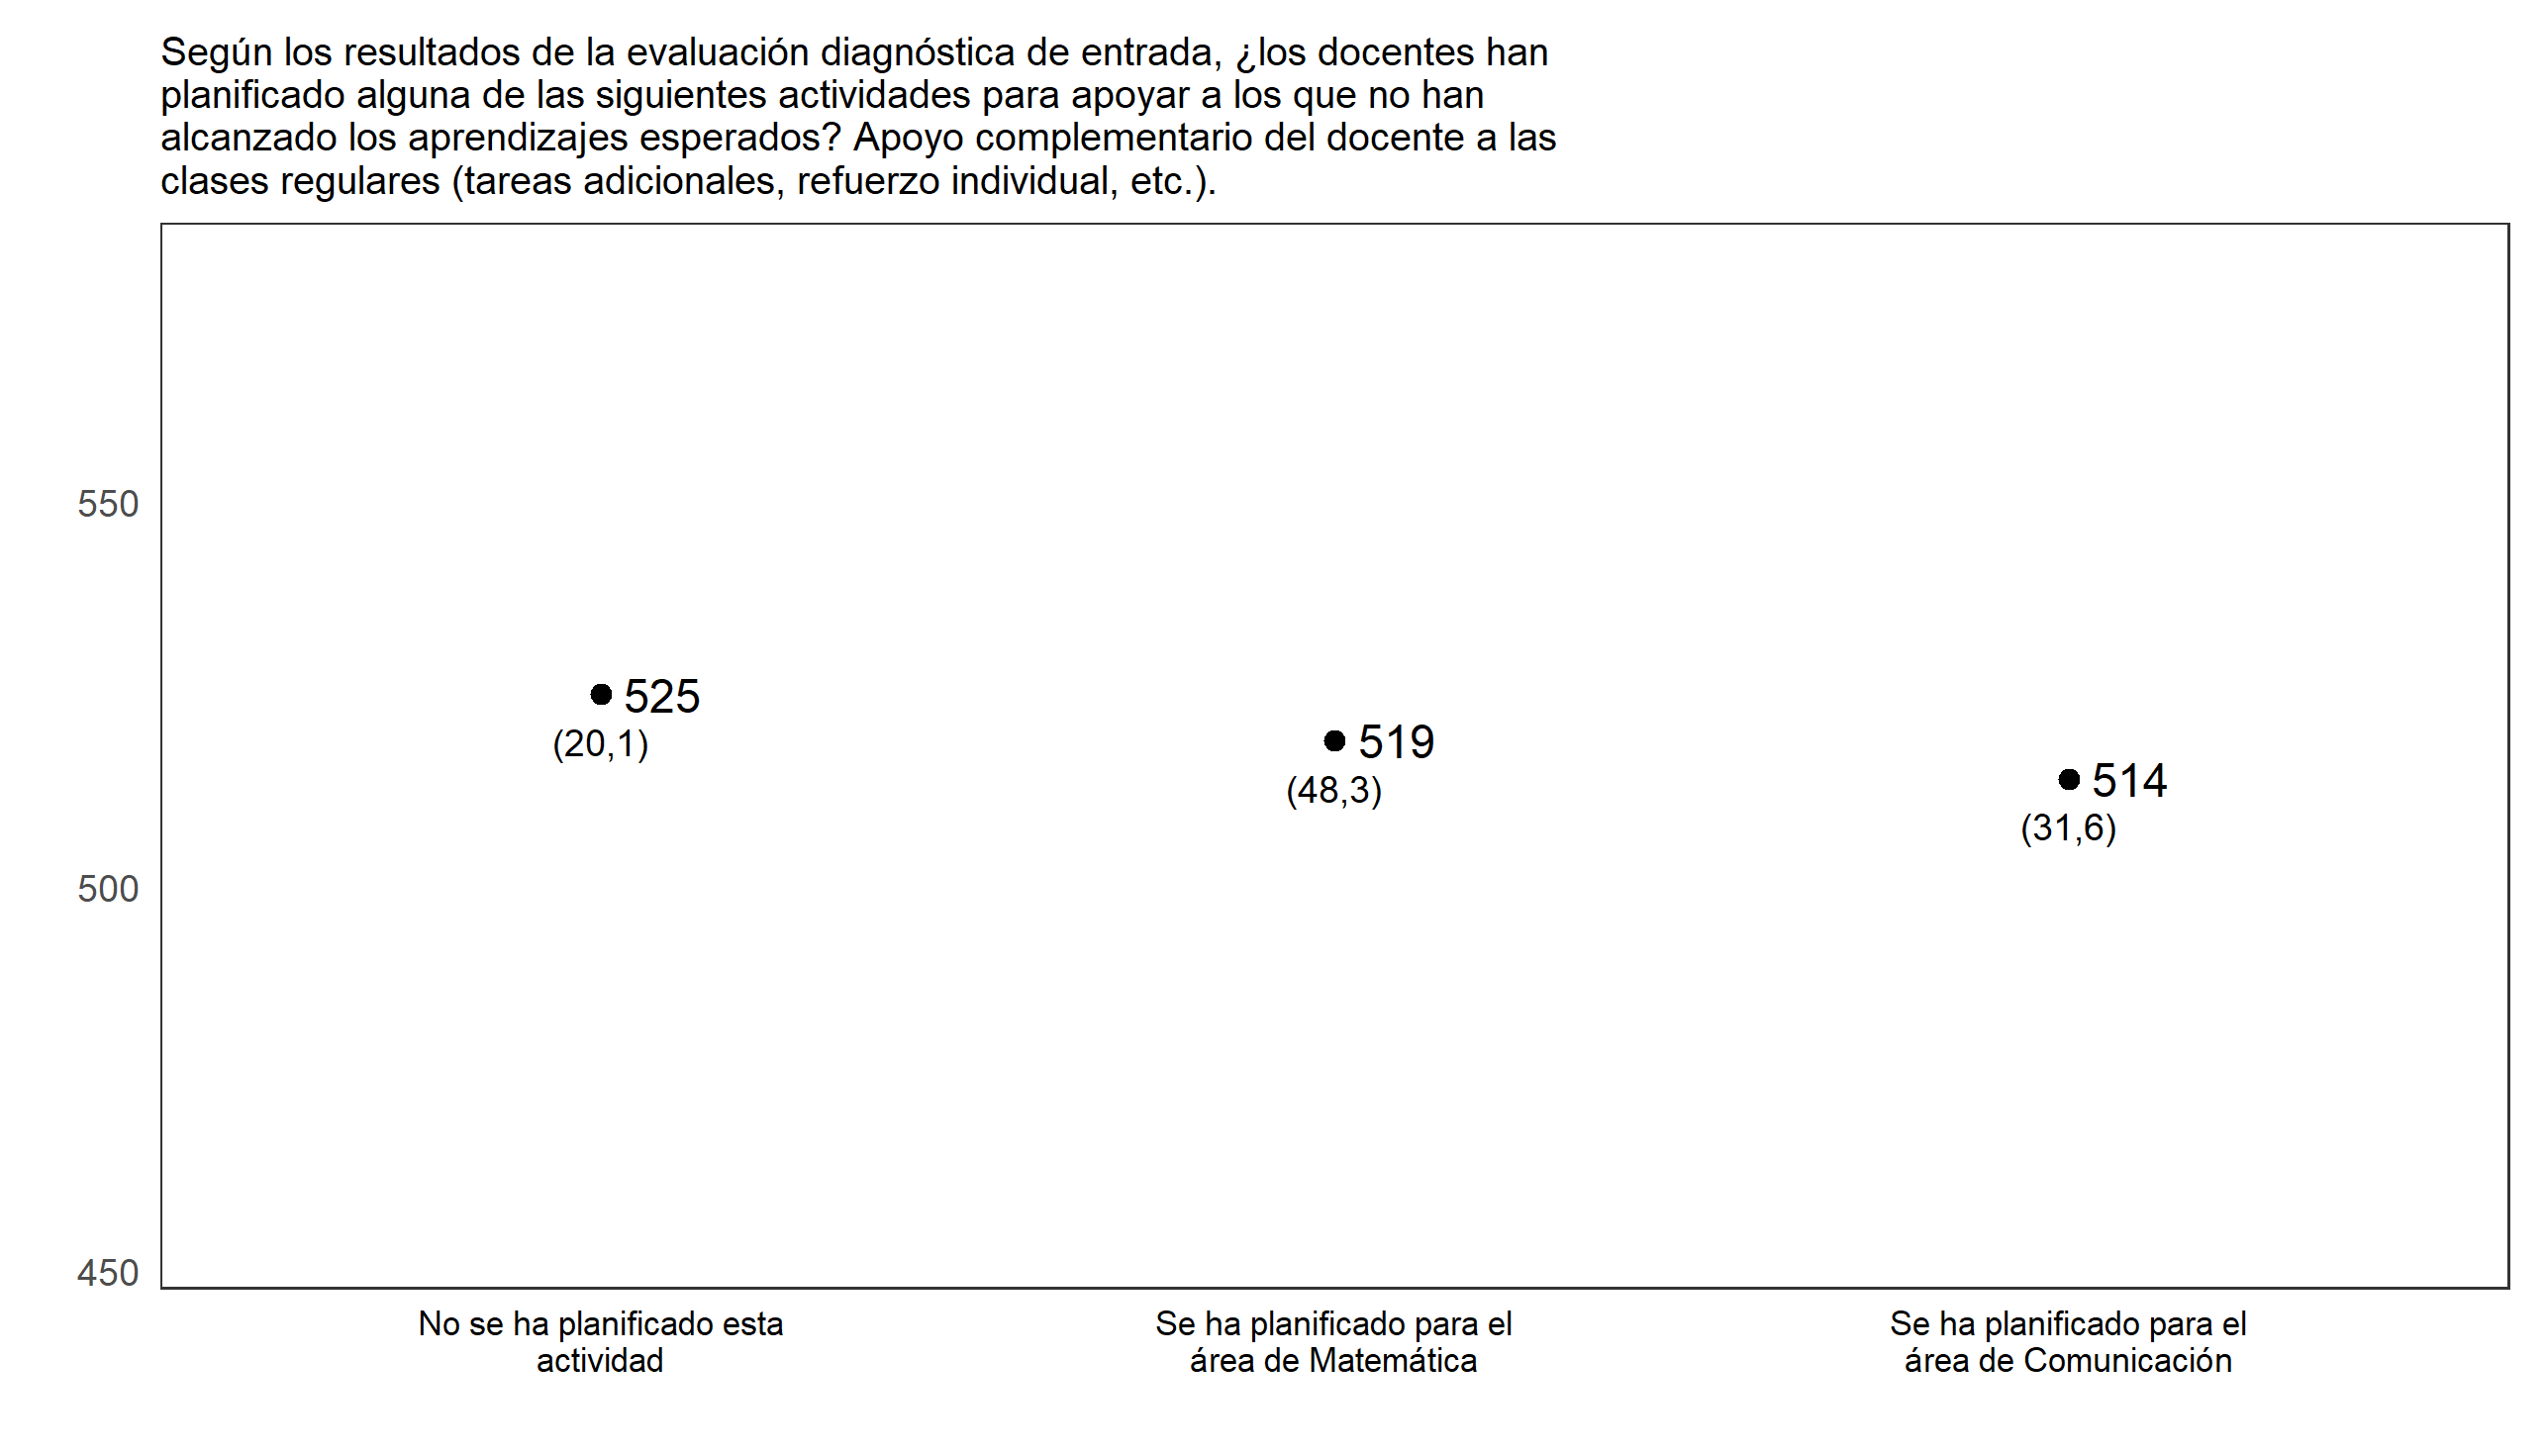 Según los resultados de la evaluación diagnóstica de entrada, ¿los docentes han
planificado alguna de las siguientes actividades para apoyar a los que no han
alcanzado los aprendizajes esperados? Apoyo complementario del docente a las
clases regulares (tareas adicionales, refuerzo individual, etc.).
550
525
(20,1)
519
(48,3)
514
(31,6)
500
450
No se ha planificado esta
actividad
Se ha planificado para el
área de Matemática
Se ha planificado para el
área de Comunicación